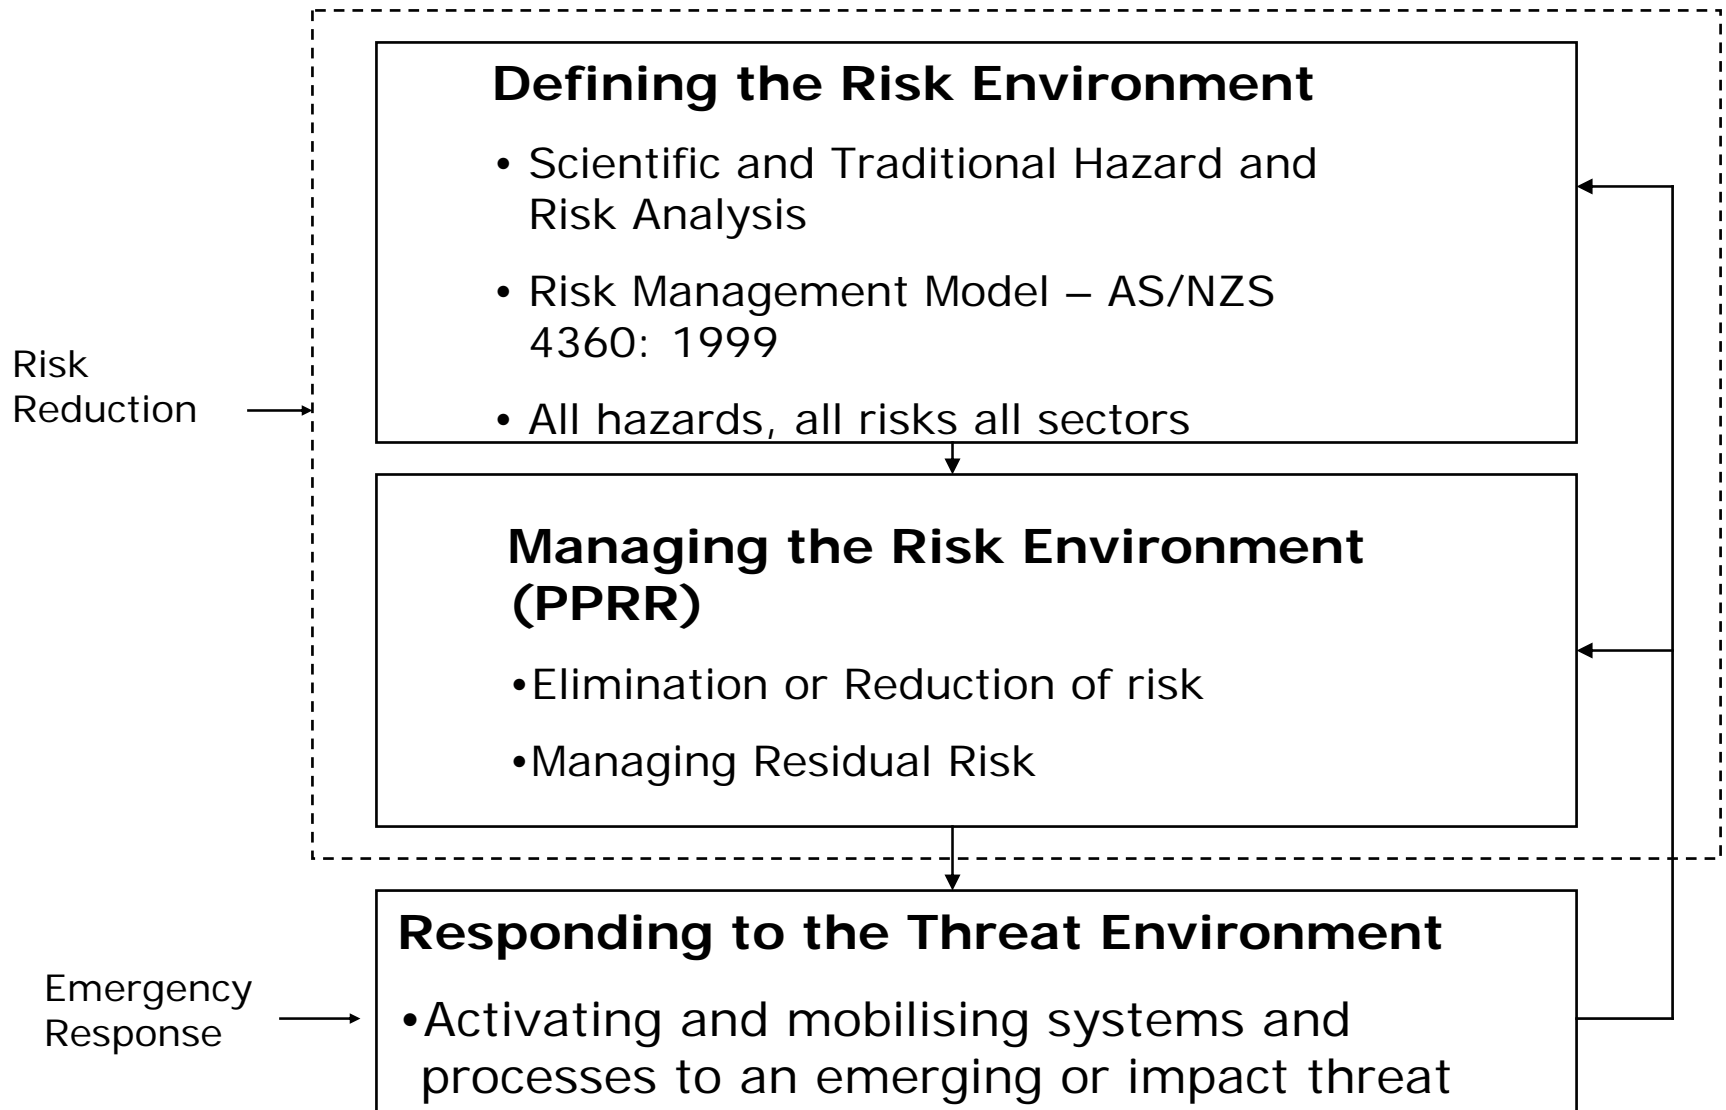 Defining the Risk Environment
• Scientific and Traditional Hazard and
Risk Analysis
• Risk Management Model – AS/NZS
4360: 1999
• All hazards, all risks all sectors
Risk
Reduction
Managing the Risk Environment
(PPRR)
•Elimination or Reduction of risk
•Managing Residual Risk
Responding to the Threat Environment
•Activating and mobilising systems and
processes to an emerging or impact threat
Emergency
Response